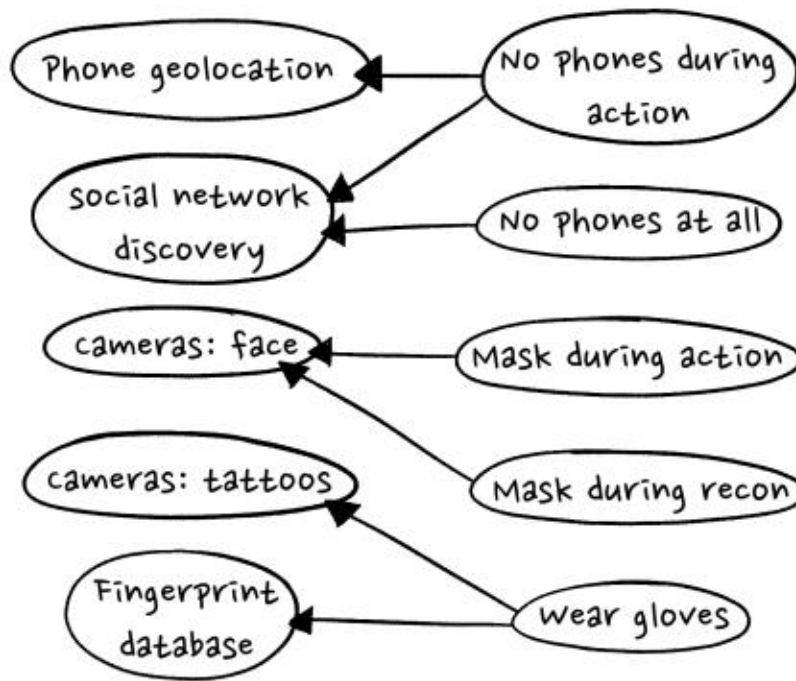 Phone geolocation
No phones during
action
social network
discovery
No phones at all
cameras: face
Mask during action
cameras: tattoos
Mask during recon
Fingerprint
database
wear gloves